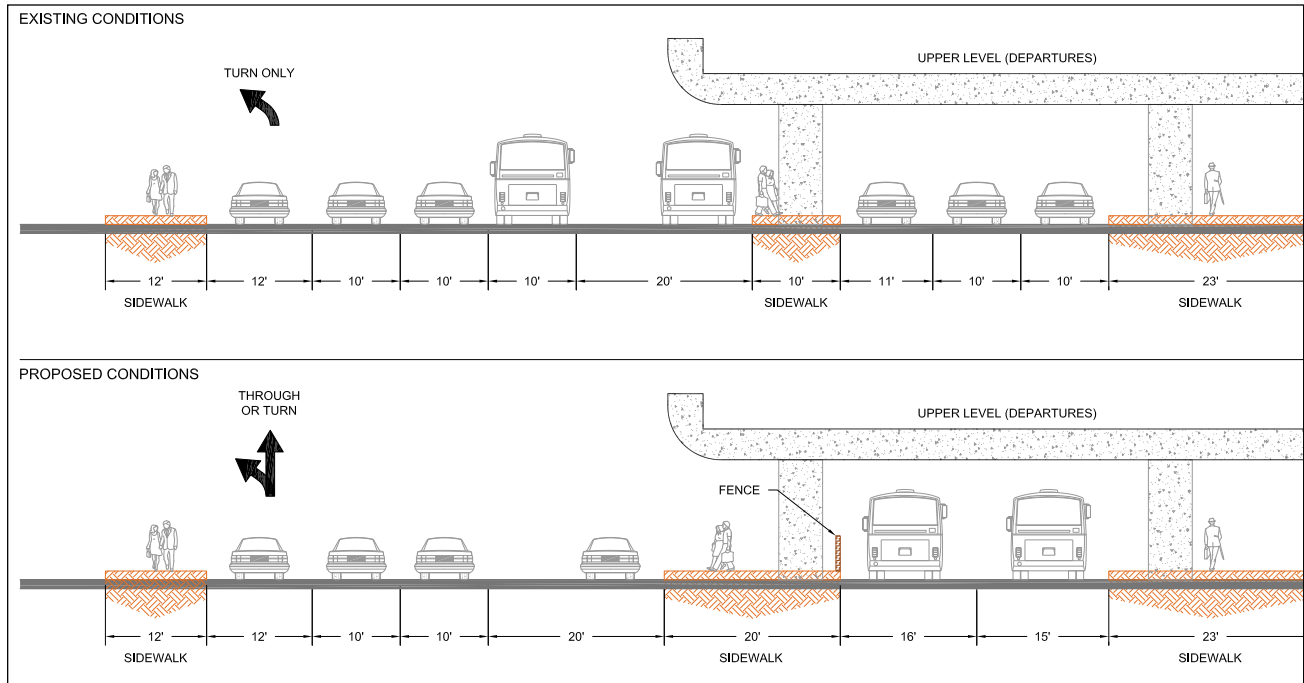 EXISTING CONDITIONS
UPPER LEVEL (DEPARTURES)
TURN ONLY
12' 12' 10' 10' 10' 20' 10' 11' 10' 10' 23'
SIDEWALK SIDEWALK SIDEWALK
PROPOSED CONDITIONS
THROUGH
OR TURN
UPPER LEVEL (DEPARTURES)
FENCE
12' 12' 10' 10' 20' 20' 16' 15' 23'
SIDEWALK SIDEWALK SIDEWALK